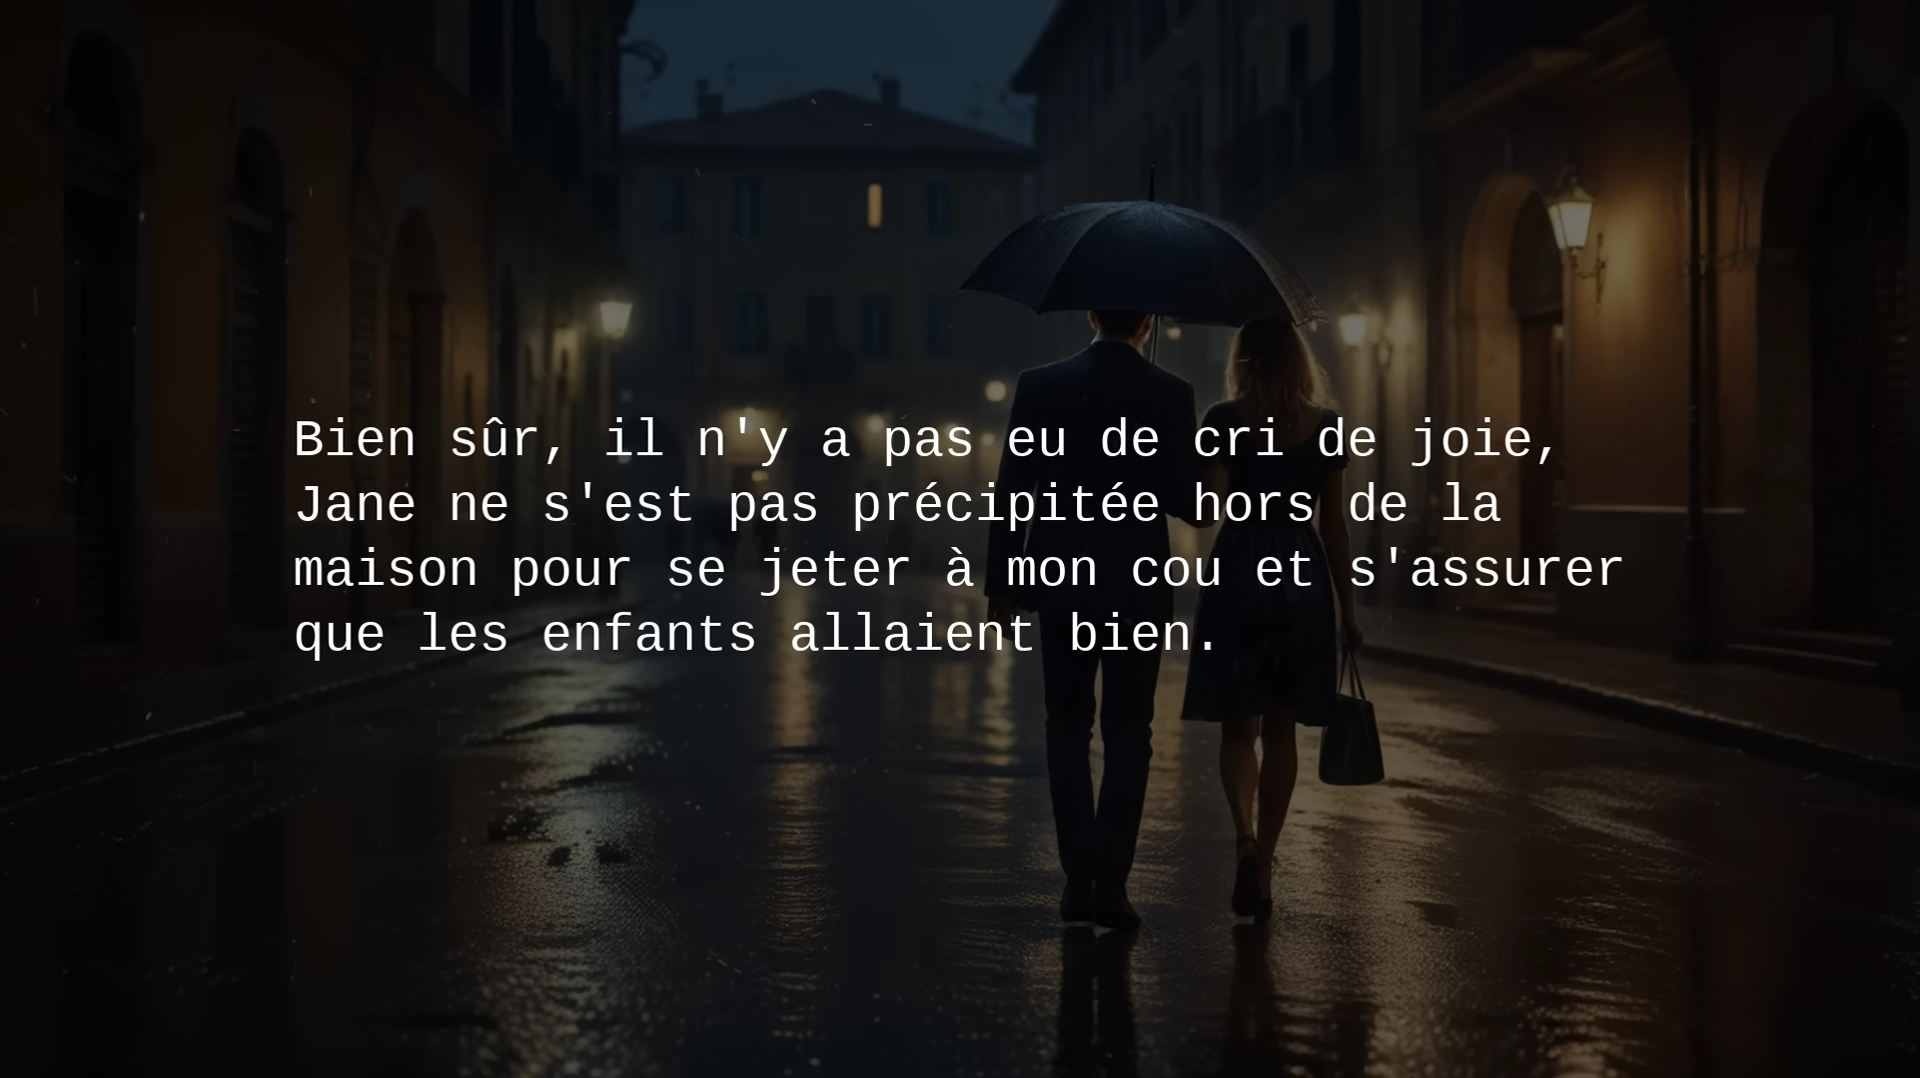 Bien sûr, il n'y a pas eu de cri de joie,
Jane ne s'est pas précipitée hors de la
maison pour se jeter à mon cou et s'assurer
que les enfants allaient bien.